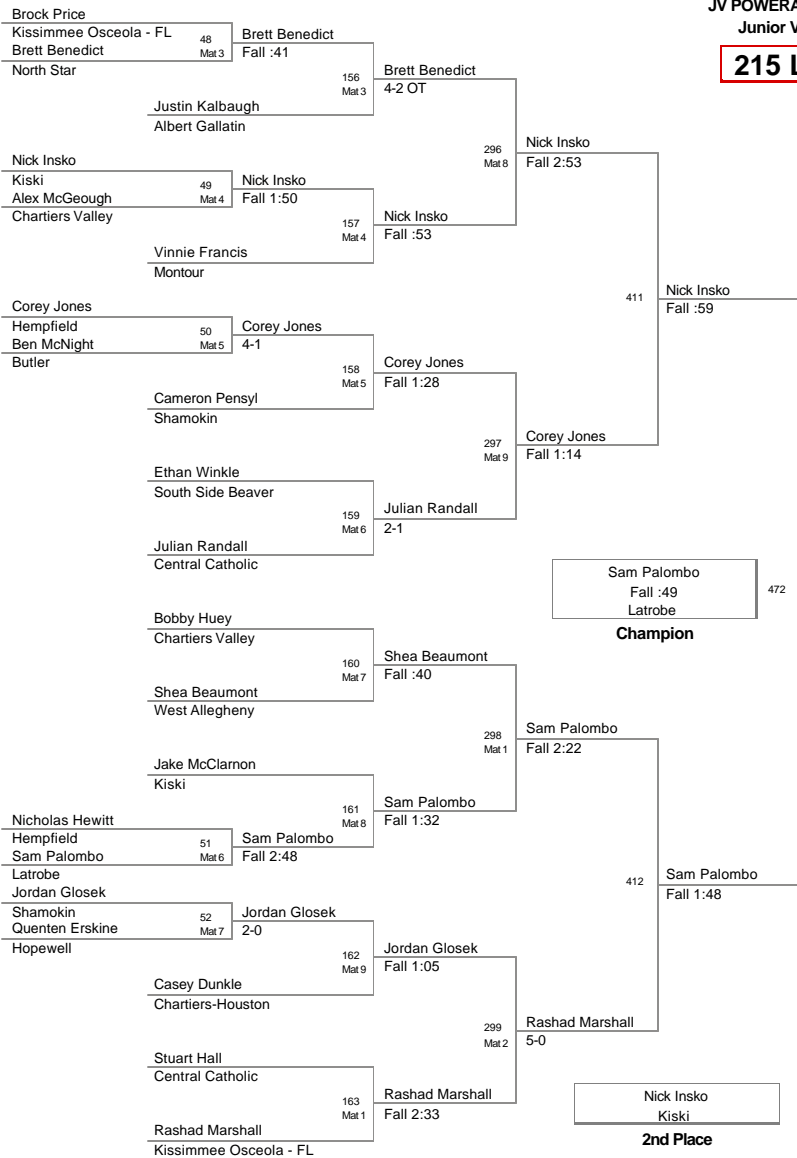 JV POWERA
Junior V
215 L
Brock Price
Kissimmee Osceola - FL
48
Brett Benedict
Brett Benedict
Mat 3
Fall :41
North Star
156
Brett Benedict
Mat 3
4-2 OT
Justin Kalbaugh
Albert Gallatin
296
Nick Insko
Mat 8
Fall 2:53
Nick Insko
Kiski
49
Nick Insko
Alex McGeough
Mat 4
Fall 1:50
Chartiers Valley
157
Nick Insko
Mat 4
Fall :53
Vinnie Francis
Montour
411
Nick Insko
Fall :59
Corey Jones
Hempfield
50
Corey Jones
Ben McNight
Mat 5
4-1
Butler
158
Corey Jones
Mat 5
Fall 1:28
Cameron Pensyl
Shamokin
297
Corey Jones
Mat 9
Fall 1:14
Ethan Winkle
South Side Beaver
159
Julian Randall
Mat 6
2-1
Julian Randall
Central Catholic
Sam Palombo
Fall :49
472
Latrobe
Champion
Bobby Huey
Chartiers Valley
160
Shea Beaumont
Mat 7
Fall :40
Shea Beaumont
West Allegheny
298
Sam Palombo
Mat 1
Fall 2:22
Jake McClarnon
Kiski
161
Sam Palombo
Mat 8
Fall 1:32
Nicholas Hewitt
Hempfield
51
Sam Palombo
Sam Palombo
Mat 6
Fall 2:48
Latrobe
412
Sam Palombo
Fall 1:48
Jordan Glosek
Shamokin
52
Jordan Glosek
Quenten Erskine
Mat 7
2-0
Hopewell
162
Jordan Glosek
Mat 9
Fall 1:05
Casey Dunkle
Chartiers-Houston
299
Rashad Marshall
Mat 2
5-0
Stuart Hall
Central Catholic
163
Rashad Marshall
Mat 1
Fall 2:33
Rashad Marshall
Kissimmee Osceola - FL
Nick Insko
Kiski
2nd Place